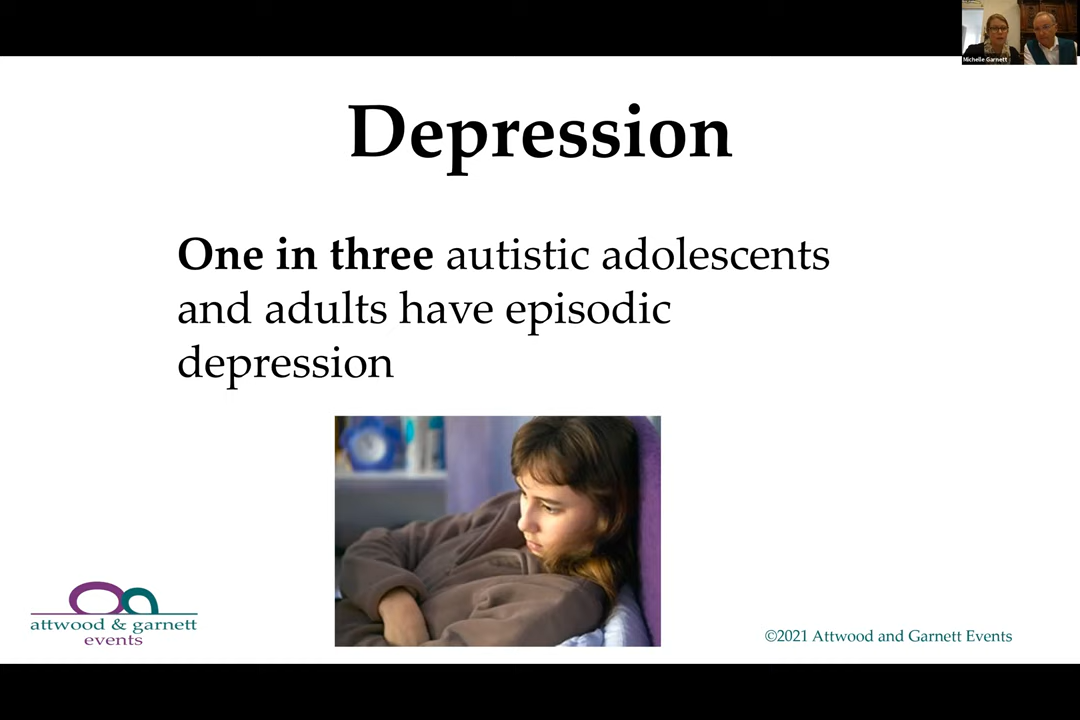 Michelle Garnett
Depression
One in three autistic adolescents
and adults have episodic
depression
attwood & garnett
events
©2021 Attwood and Garnett Events